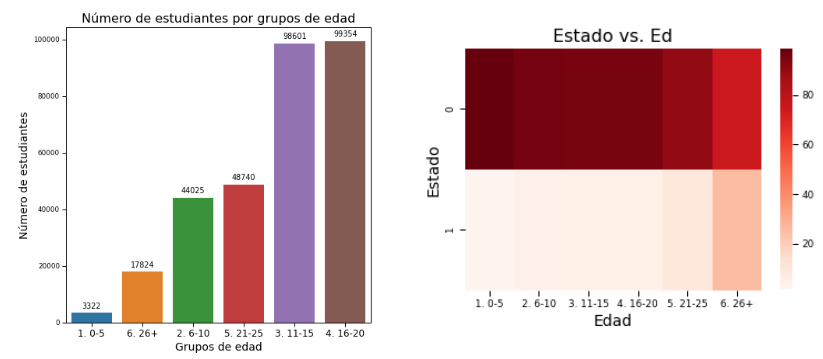 Número de estudiantes por grupos de edad
Número de estudiantes
100000
80000
60000
40000
20000
0
3322
17824
44025
48740
98601
99354
1. 0-5 6. 26+ 2. 6-10 5. 21-25 3. 11-15 4. 16-20
Grupos de edad
Estado vs. Ed
Estado
0
1
1. 0-5 2. 6-10 3. 11-15 4. 16-20 5. 21-25 6. 26+
Edad
80
60
40
20